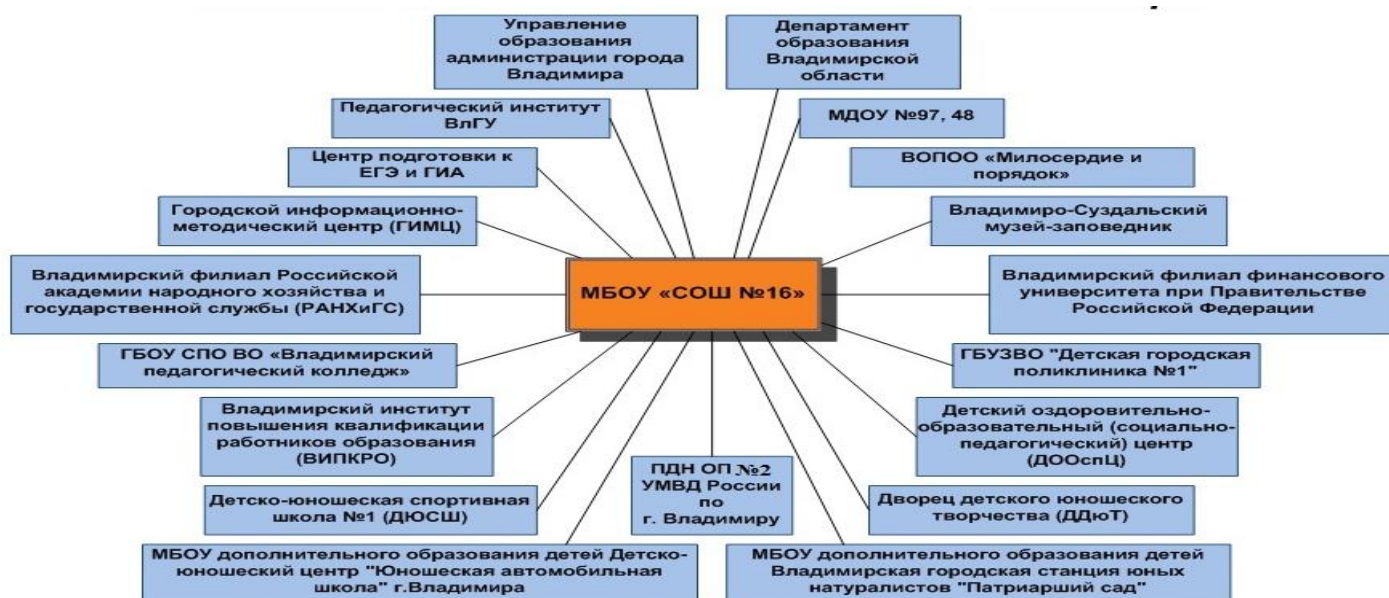 Управление
образования
администрации города
Владимира
Департамент
образования
Владимирской
области
Педагогический институт
ВлГУ
МДОУ №97, 48
Центр подготовки к
ЕГЭ и ГИА
ВОПОО «Милосердие и
порядок»
Городской информационно-
методический центр (ГИМЦ)
Владимиро-Суздальский
музей-заповедник
Владимирский филиал Российской
академии народного хозяйства и
государственной службы (РАНХиГС)
МБОУ «СОШ №16»
Владимирский филиал финансового
университета при Правительстве
Российской Федерации
ГБОУ СПО ВО «Владимирский
педагогический колледж»
ГБУЗВО "Детская городская
поликлиника №1"
Владимирский институт
повышения квалификации
работников образования
(ВИПКРО)
Детский оздоровительно-
образовательный (социально-
педагогический) центр
(ДООспЦ)
ПДН ОП №2
УМВД России
по
г. Владимиру
Детско-юношеская спортивная
школа №1 (ДЮСШ)
Дворец детского юношеского
творчества (ДДюТ)
МБОУ дополнительного образования детей Детско-
юношеский центр "Юношеская автомобильная
школа" г.Владимира
МБОУ дополнительного образования детей
Владимирская городская станция юных
натуралистов "Патриарший сад"